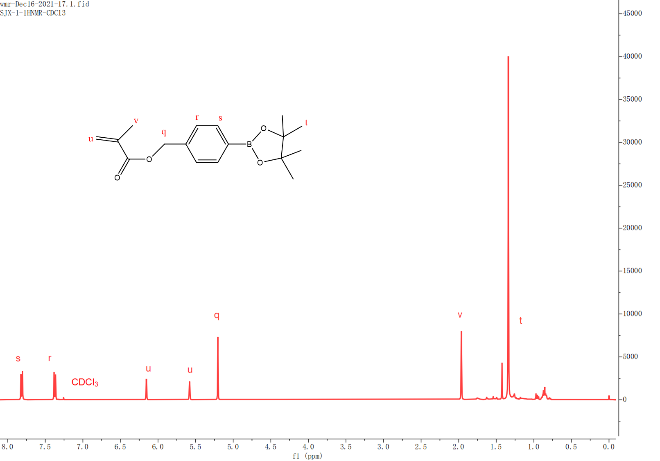 vmr-Dec16-2021-17.1.fid
SJX-1-1HNMR-CDCl3
v
u
q
r
s
t
O
O
B
O
O
s
r
CDCl3
u
u
q
v
t
45000
40000
35000
30000
25000
20000
15000
10000
5000
0
8.0 7.5 7.0 6.5 6.0 5.5 5.0 4.5 4.0 3.5 3.0 2.5 2.0 1.5 1.0 0.5 0.0
f1 (ppm)